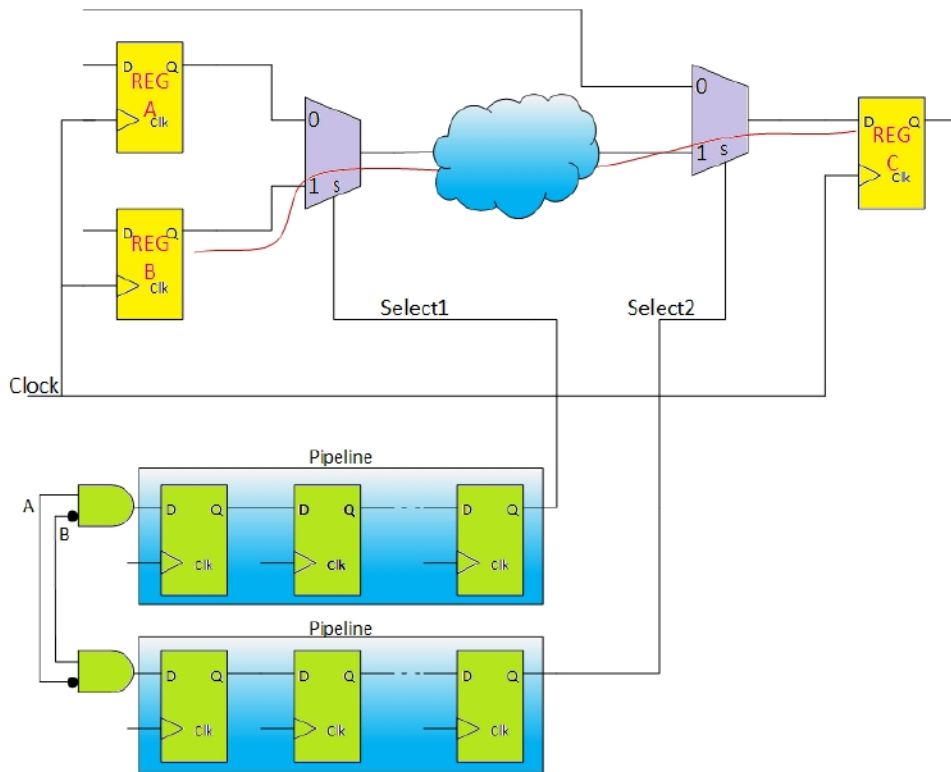 D Q
REG
A
Clk
0
1 S
0
1 S
D Q
REG
C
Clk
D Q
REG
B
Clk
Select1
Select2
Clock
Pipeline
A
B
D Q
Clk
D Q
Clk
D Q
Clk
Pipeline
D Q
Clk
D Q
Clk
D Q
Clk